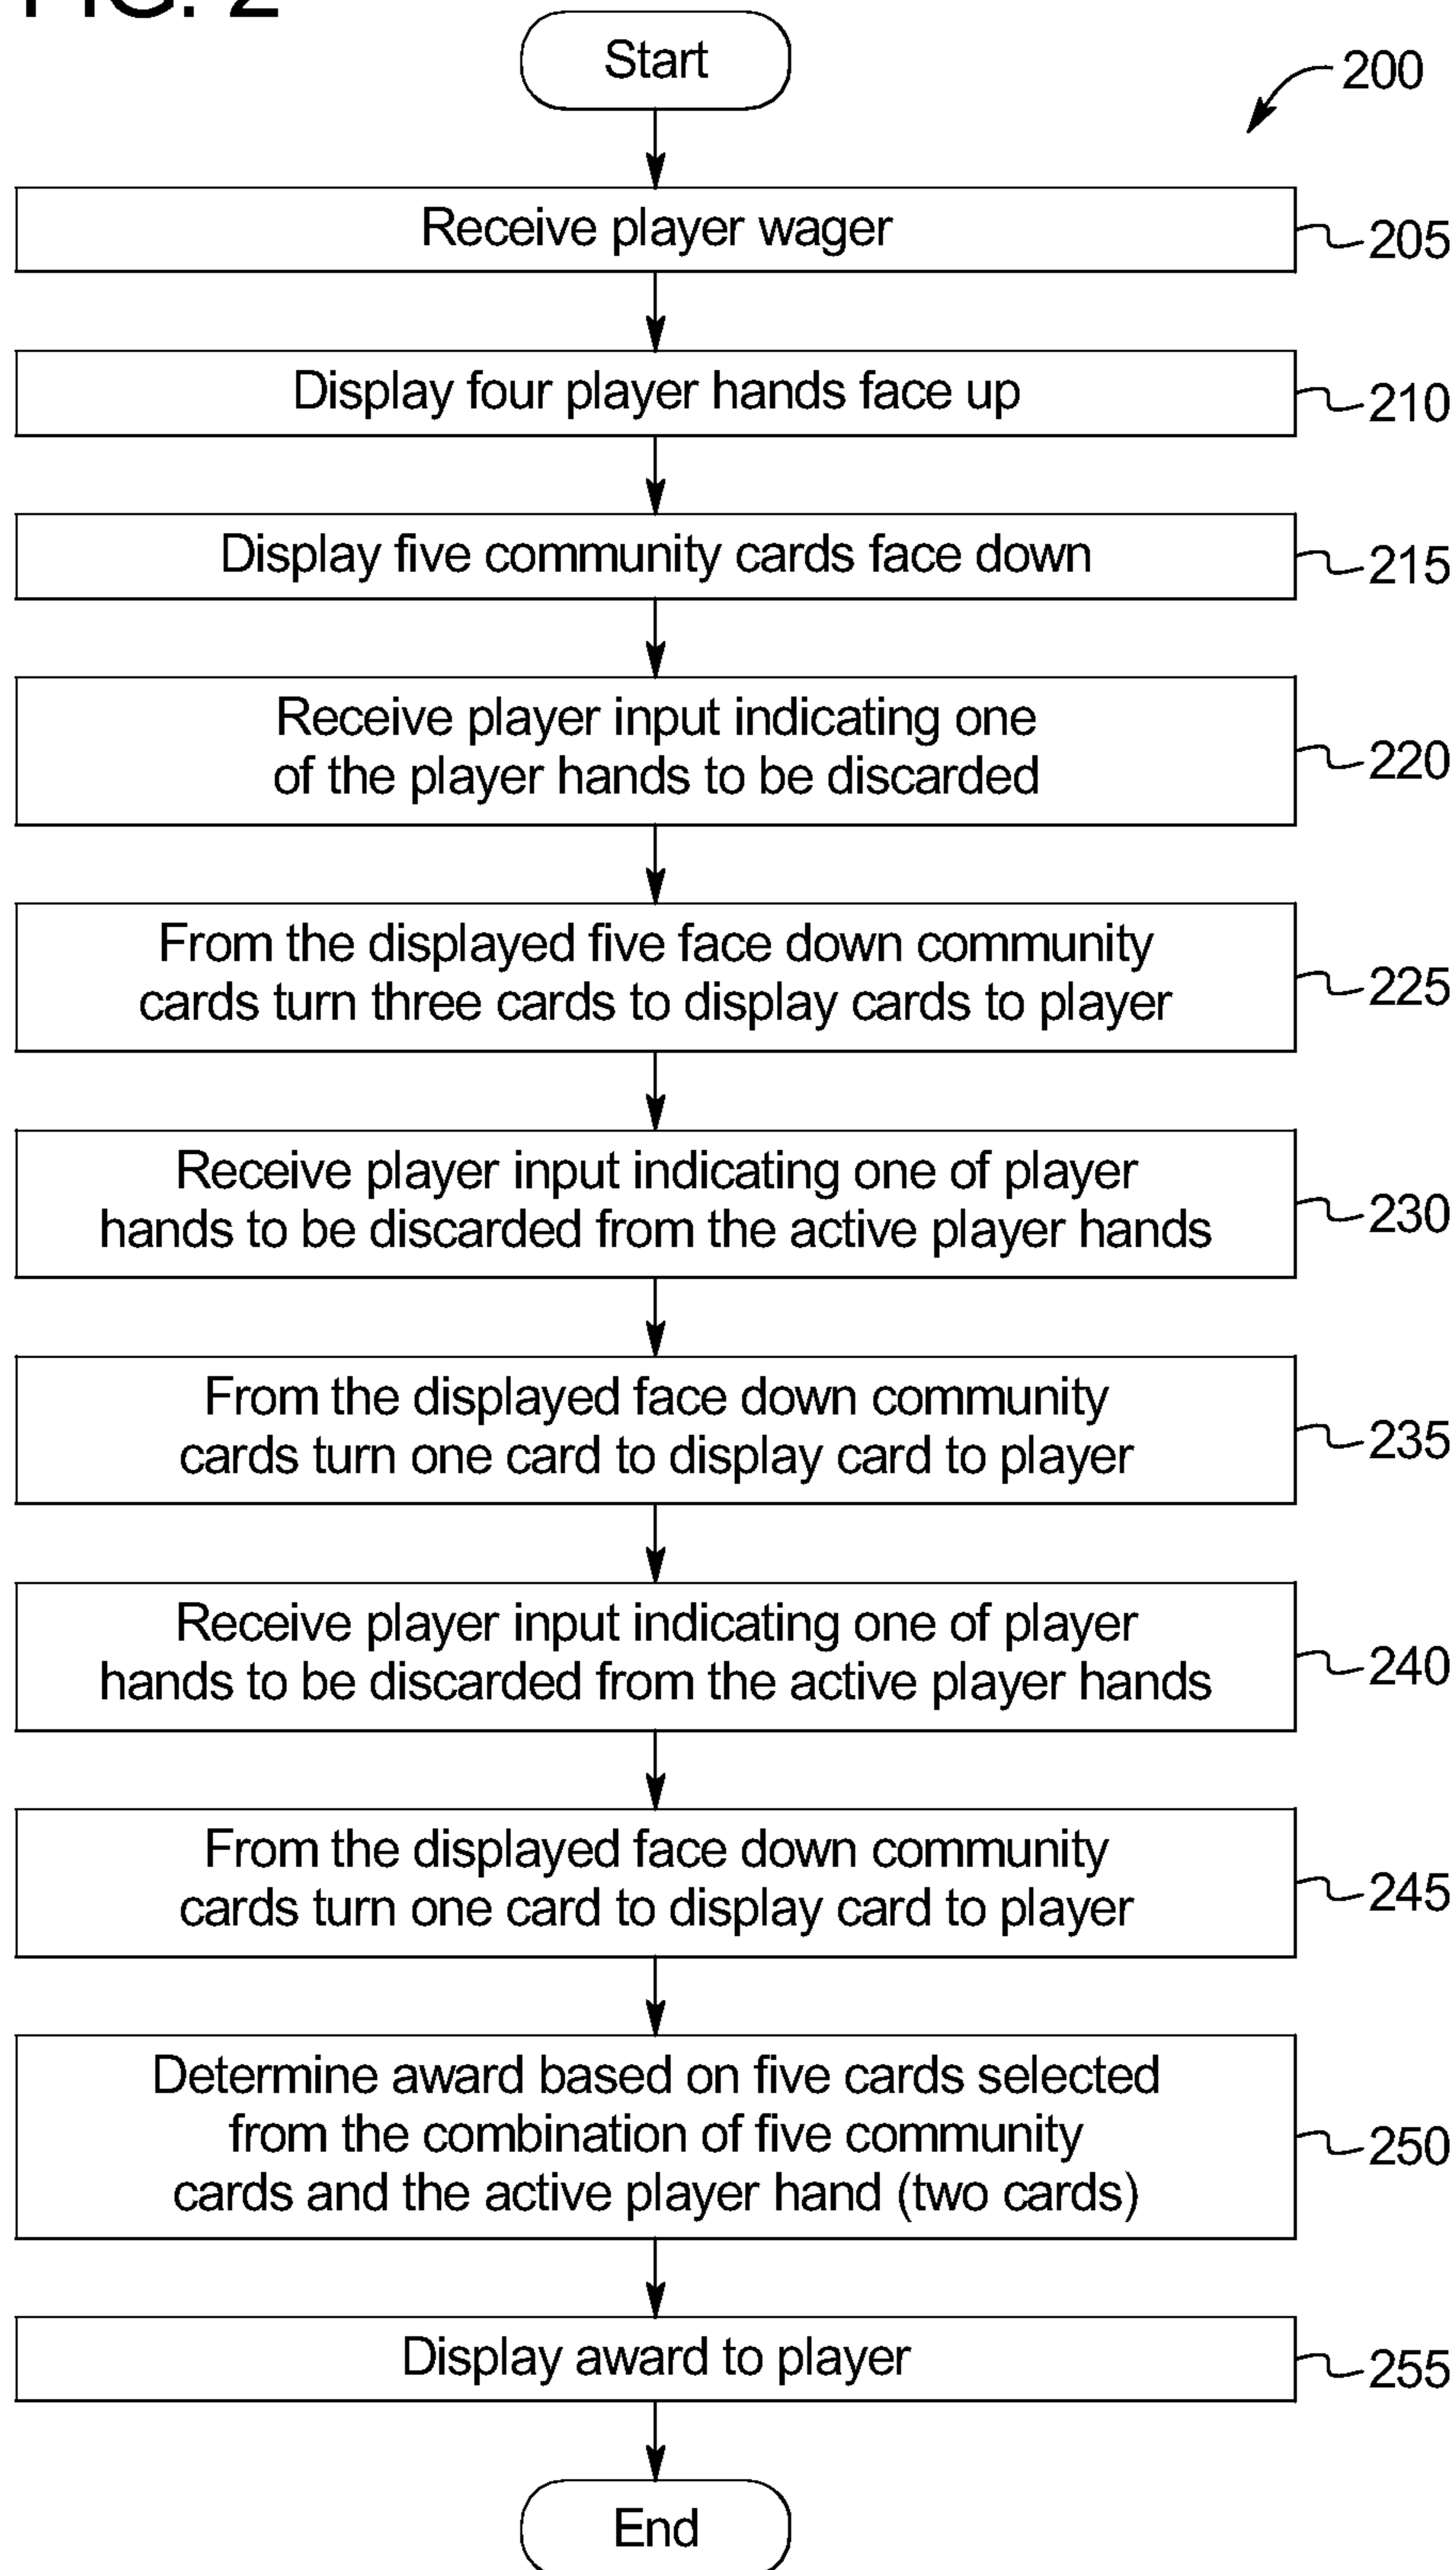 FIG. 2
Start
200
Receive player wager
205
Display four player hands face up
210
Display five community cards face down
215
Receive player input indicating one
of the player hands to be discarded
220
From the displayed five face down community
cards turn three cards to display cards to player
225
Receive player input indicating one of player
hands to be discarded from the active player hands
230
From the displayed face down community
cards turn one card to display card to player
235
Receive player input indicating one of player
hands to be discarded from the active player hands
240
From the displayed face down community
cards turn one card to display card to player
245
Determine award based on five cards selected
from the combination of five community
cards and the active player hand (two cards)
250
Display award to player
255
End